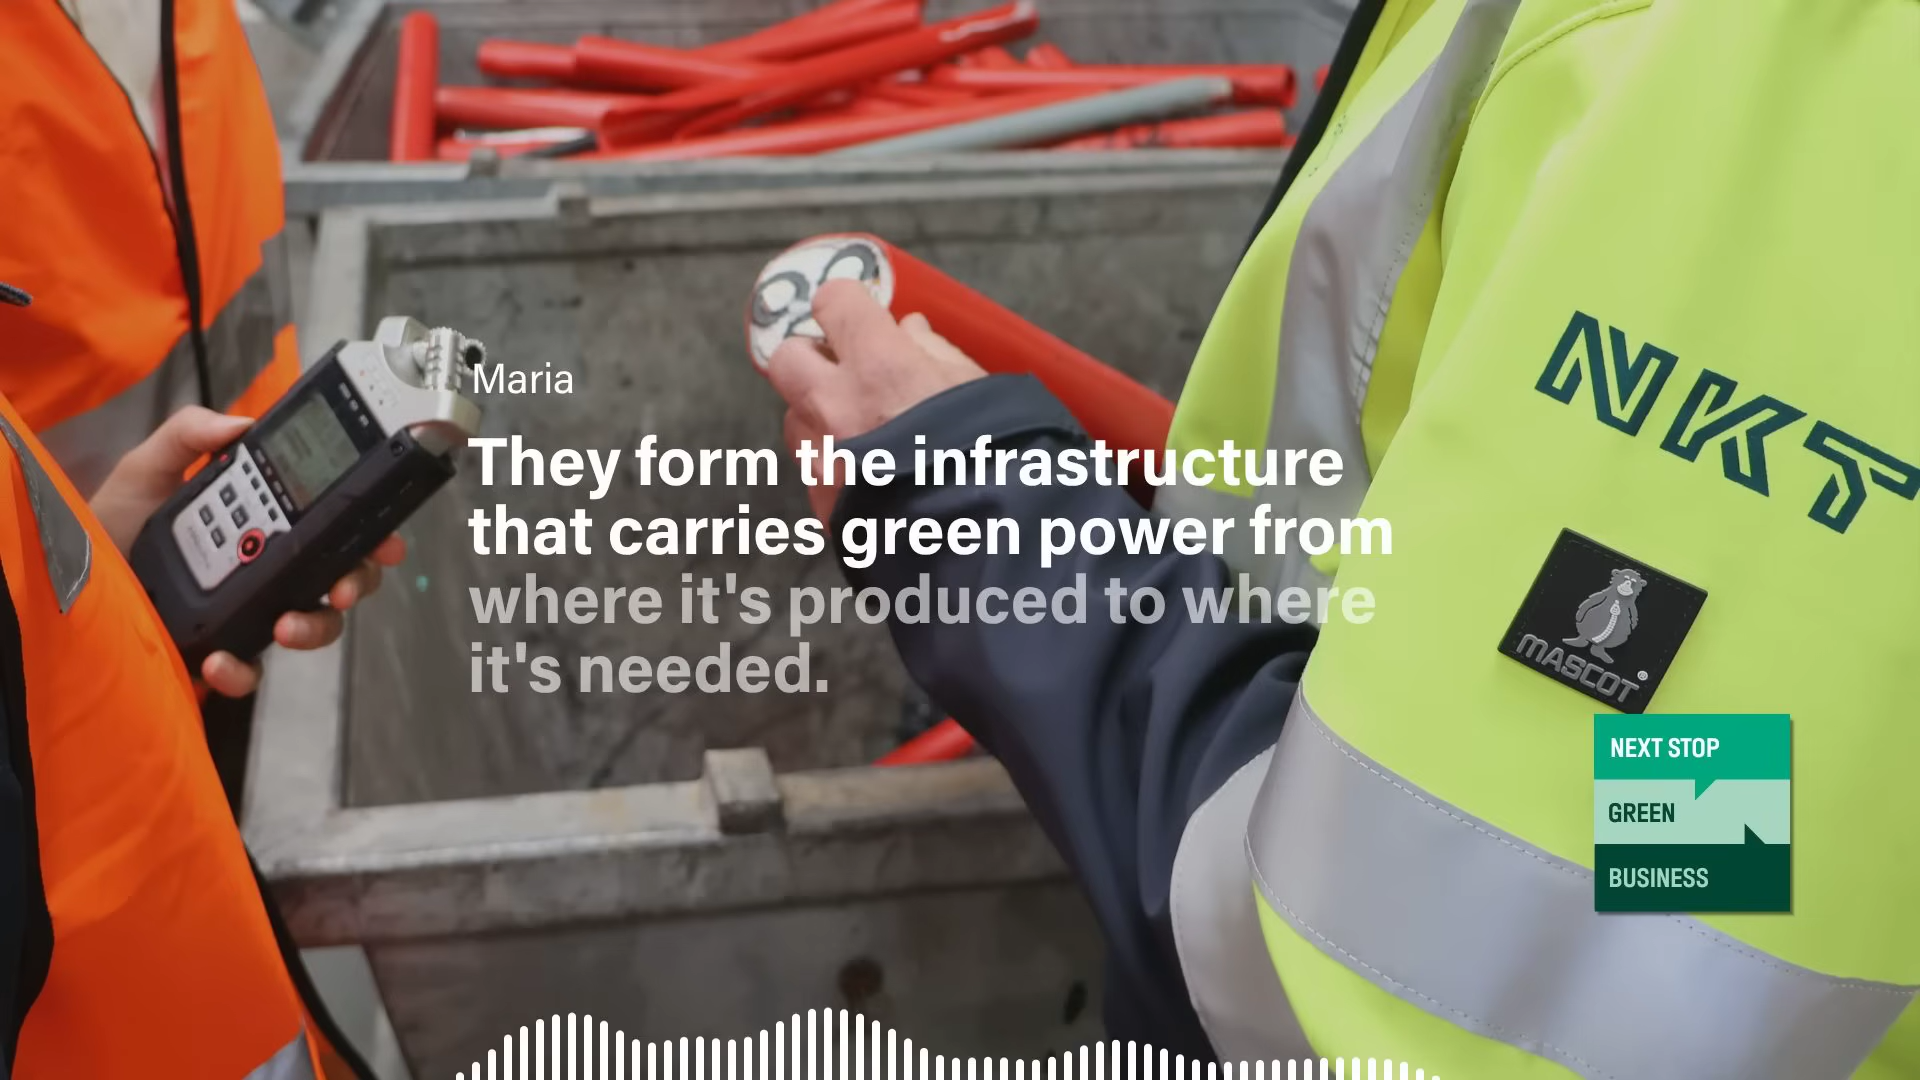 Maria
They form the infrastructure
that carries green power from
where it's produced to where
it's needed.
NKT
MASCOT®
NEXT STOP
GREEN
BUSINESS